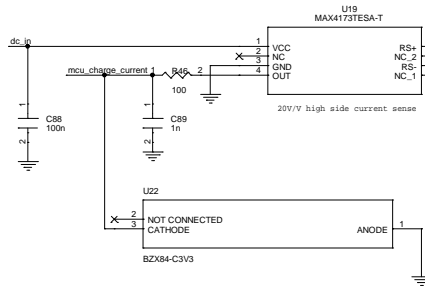 U19
MAX4173TESA-T
dc_in
1 VCC RS+
2 NC NC_2
3 GND RS-
4 OUT NC_1
mcu_charge_current 1 R46 2
100
20V/V high side current sense
1
C88
100n
2
1
C89
1n
2
U22
2 NOT CONNECTED
3 CATHODE ANODE 1
BZX84-C3V3